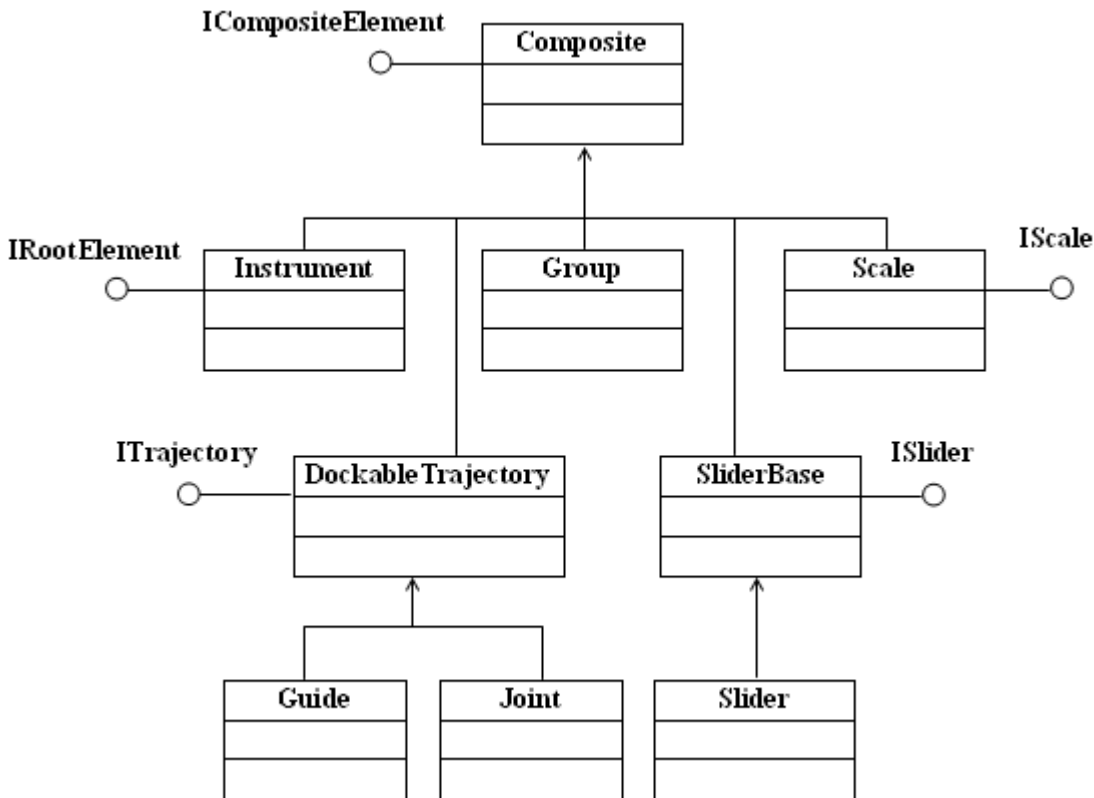 ICompositeElement
Composite
IRootElement
Instrument
Group
Scale
IScale
ITrajectory
DockableTrajectory
SliderBase
ISlider
Guide
Joint
Slider